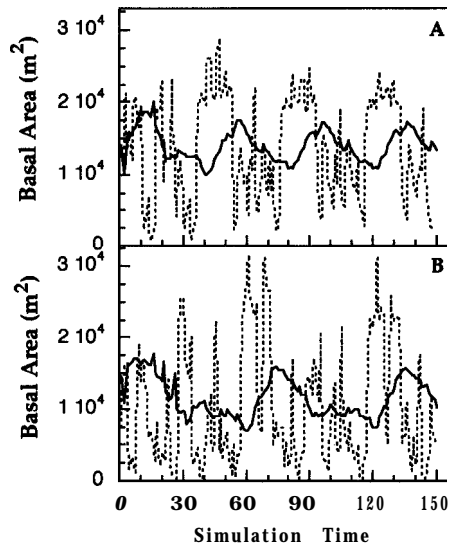 3 10⁴
A
2 10⁴
1 10⁴
0
Basal Area (m²)
3 10⁴
B
2 10⁴
1 10⁴
0
Basal Area (m²)
0 30 60 90 120 150
Simulation Time